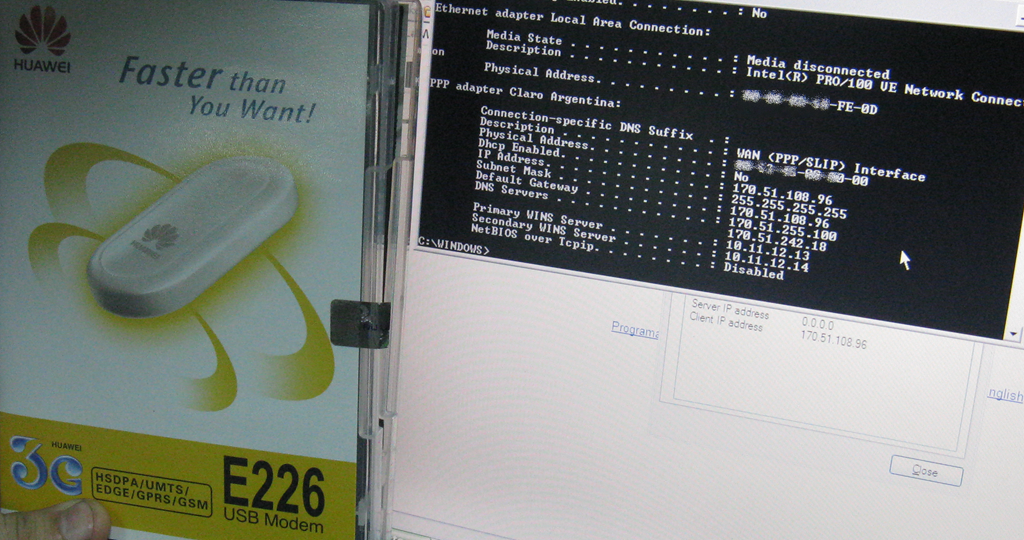 HUAWEI
Faster than
You Want!
HUAWEI
HUAWEI
3G
HSDPA/UMTS/
EDGE/GPRS/GSM
E226
USB Modem
. . . . . . . : No
Ethernet adapter Local Area Connection:
Media State . . . . . . . . . . . : Media disconnected
Description . . . . . . . . . . . : Intel(R) PRO/100 VE Network Connect
on
Physical Address. . . . . . . . . : -FE-0D
PPP adapter Claro Argentina:
Connection-specific DNS Suffix . :
Description . . . . . . . . . . . : WAN (PPP/SLIP) Interface
Physical Address. . . . . . . . . : -00
Dhcp Enabled. . . . . . . . . . . : No
IP Address. . . . . . . . . . . . : 170.51.108.96
Subnet Mask . . . . . . . . . . . : 255.255.255.255
Default Gateway . . . . . . . . . : 170.51.108.96
DNS Servers . . . . . . . . . . . : 170.51.255.100
170.51.242.18
Primary WINS Server . . . . . . . : 10.11.12.13
Secondary WINS Server . . . . . . : 10.11.12.14
NetBIOS over Tcpip. . . . . . . . : Disabled
C:\WINDOWS>
Server IP address 0.0.0.0
Client IP address 170.51.108.96
Programa
nglish
Close